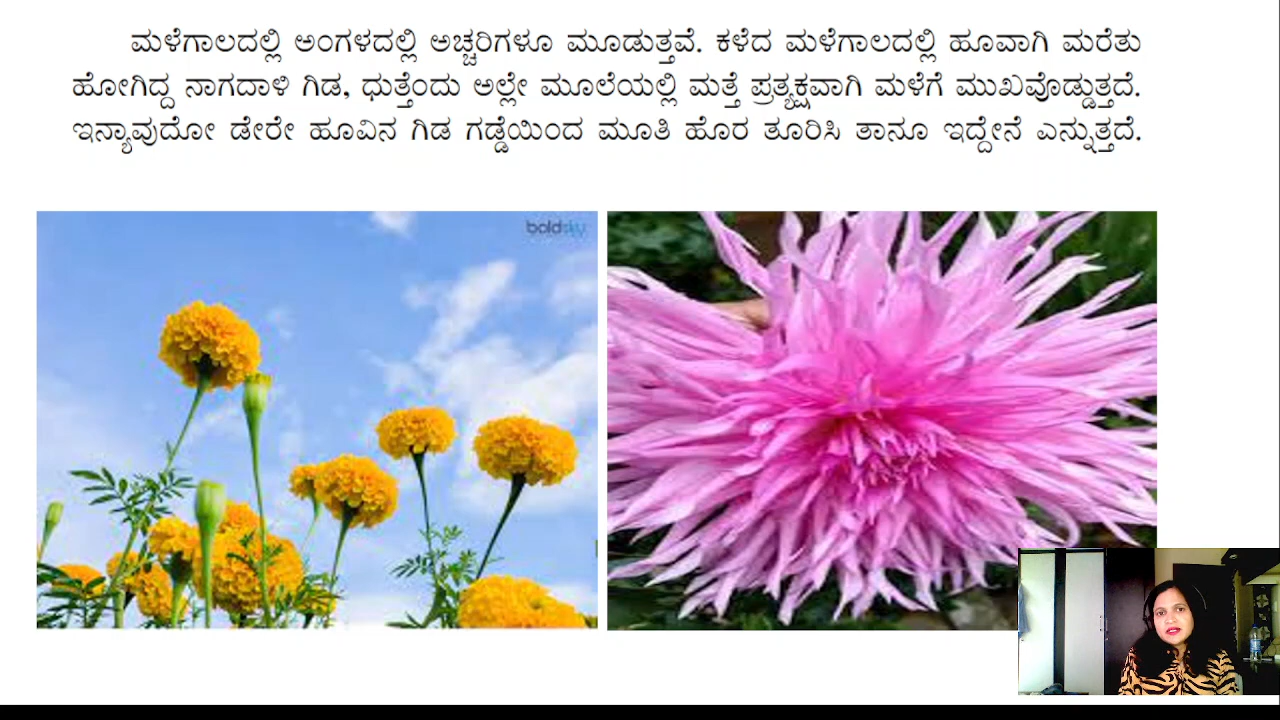 ಮಳೆಗಾಲದಲ್ಲಿ ಅಂಗಳದಲ್ಲಿ ಅಚ್ಚರಿಗಳೂ ಮೂಡುತ್ತವೆ. ಕಳೆದ ಮಳೆಗಾಲದಲ್ಲಿ ಹೂವಾಗಿ ಮರೆತು
ಹೋಗಿದ್ದ ನಾಗದಾಳಿ ಗಿಡ, ಧುತ್ತೆಂದು ಅಲ್ಲೇ ಮೂಲೆಯಲ್ಲಿ ಮತ್ತೆ ಪ್ರತ್ಯಕ್ಷವಾಗಿ ಮಳೆಗೆ ಮುಖವೊಡ್ಡುತ್ತದೆ.
ಇನ್ಯಾವುದೋ ಡೇರೇ ಹೂವಿನ ಗಿಡ ಗಡ್ಡೆಯಿಂದ ಮೂತಿ ಹೊರ ತೂರಿಸಿ ತಾನೂ ಇದ್ದೇನೆ ಎನ್ನುತ್ತದೆ.
boldsky